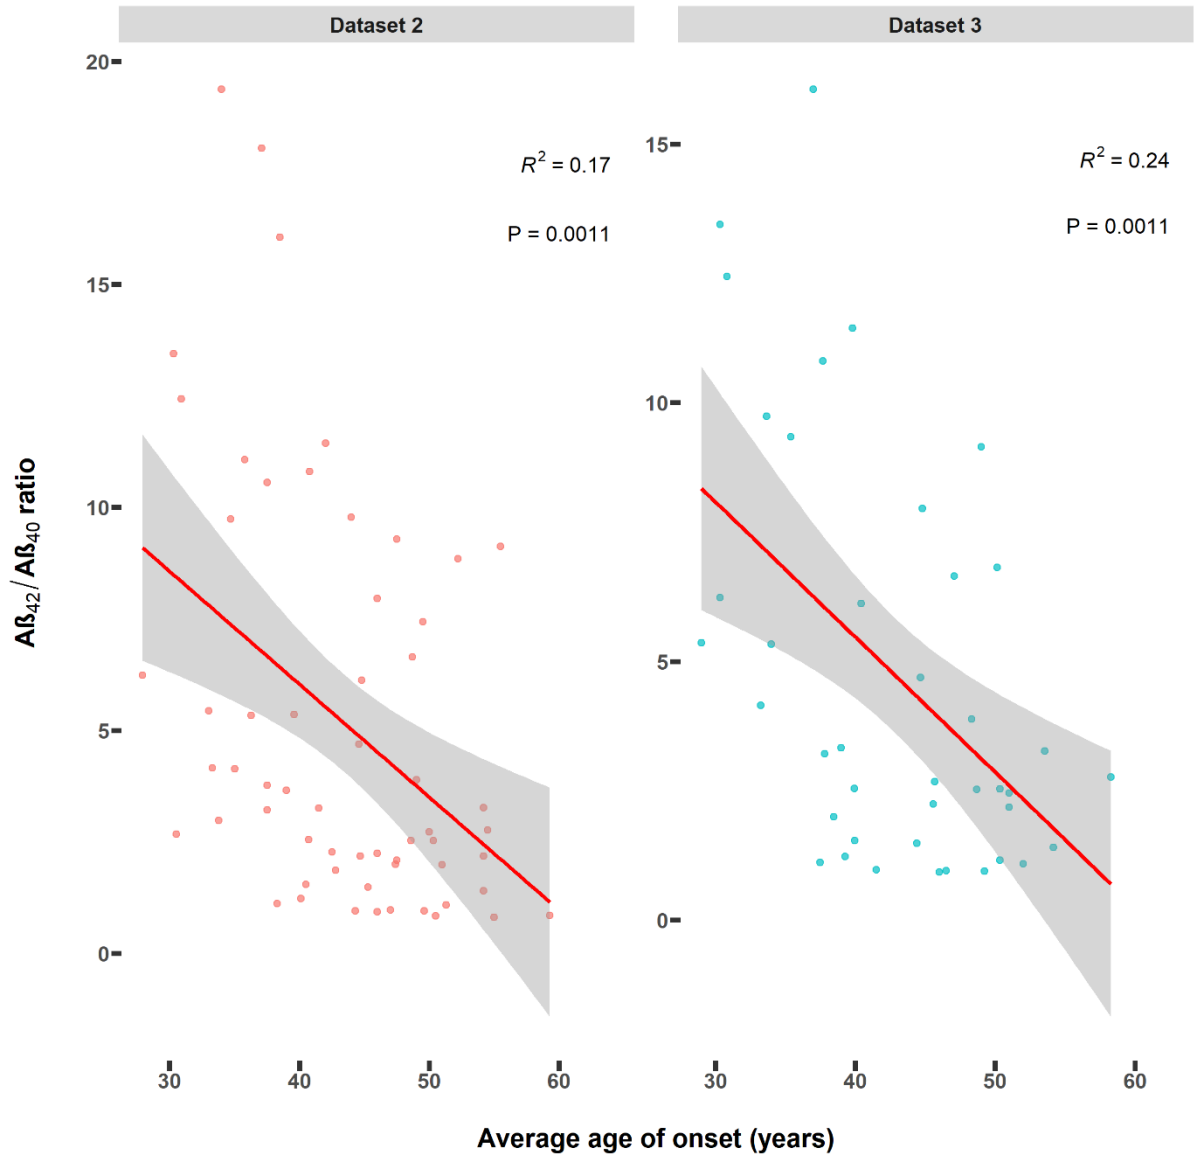 Dataset 2
Dataset 3
20
15
10
5
0
15
10
5
0
R² = 0.17
P = 0.0011
R² = 0.24
P = 0.0011
30 40 50 60
30 40 50 60
Aß₄₂/ Aß₄₀ ratio
Average age of onset (years)